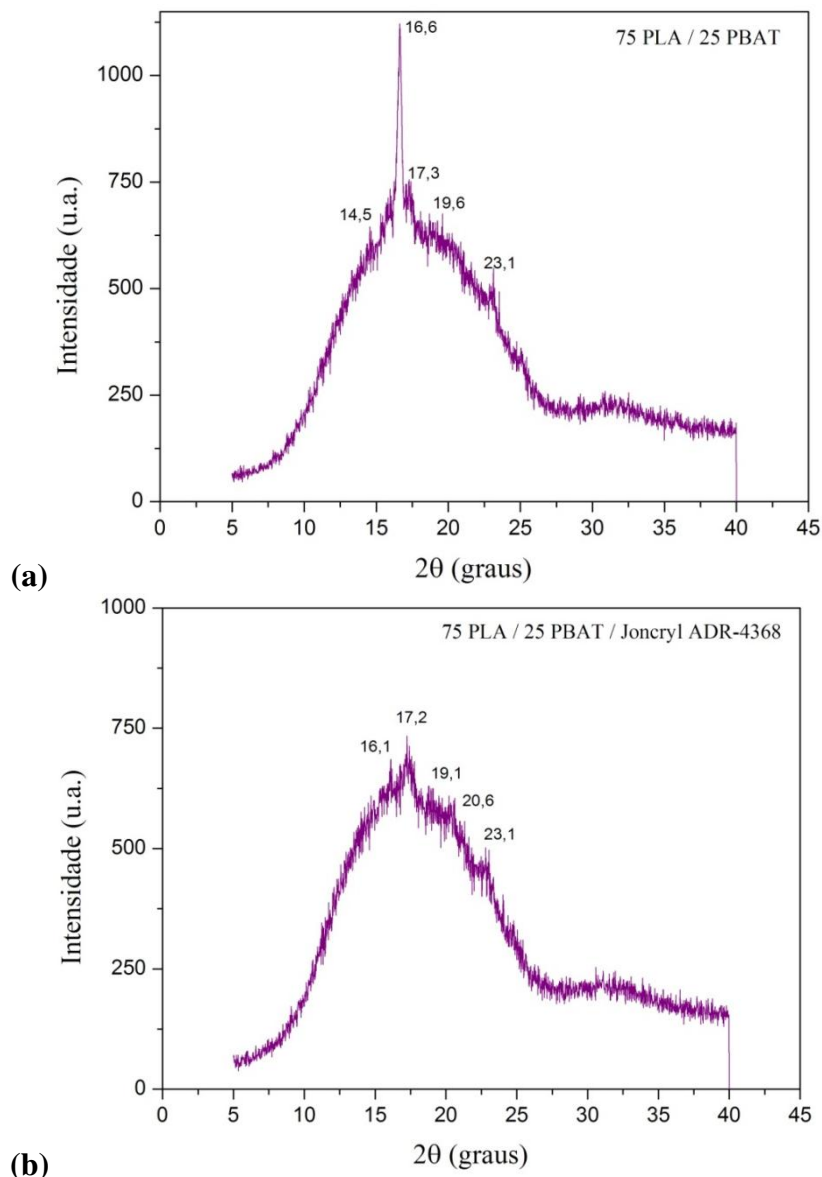 16,6
75 PLA / 25 PBAT
1000
Intensidade (u.a.)
750
17,3
14,5
19,6
23,1
500
250
0
0 5 10 15 20 25 30 35 40 45
2θ (graus)
(a)
1000
75 PLA / 25 PBAT / Joncryl ADR-4368
Intensidade (u.a.)
750
17,2
16,1
19,1
20,6
23,1
500
250
0
0 5 10 15 20 25 30 35 40 45
2θ (graus)
(b)